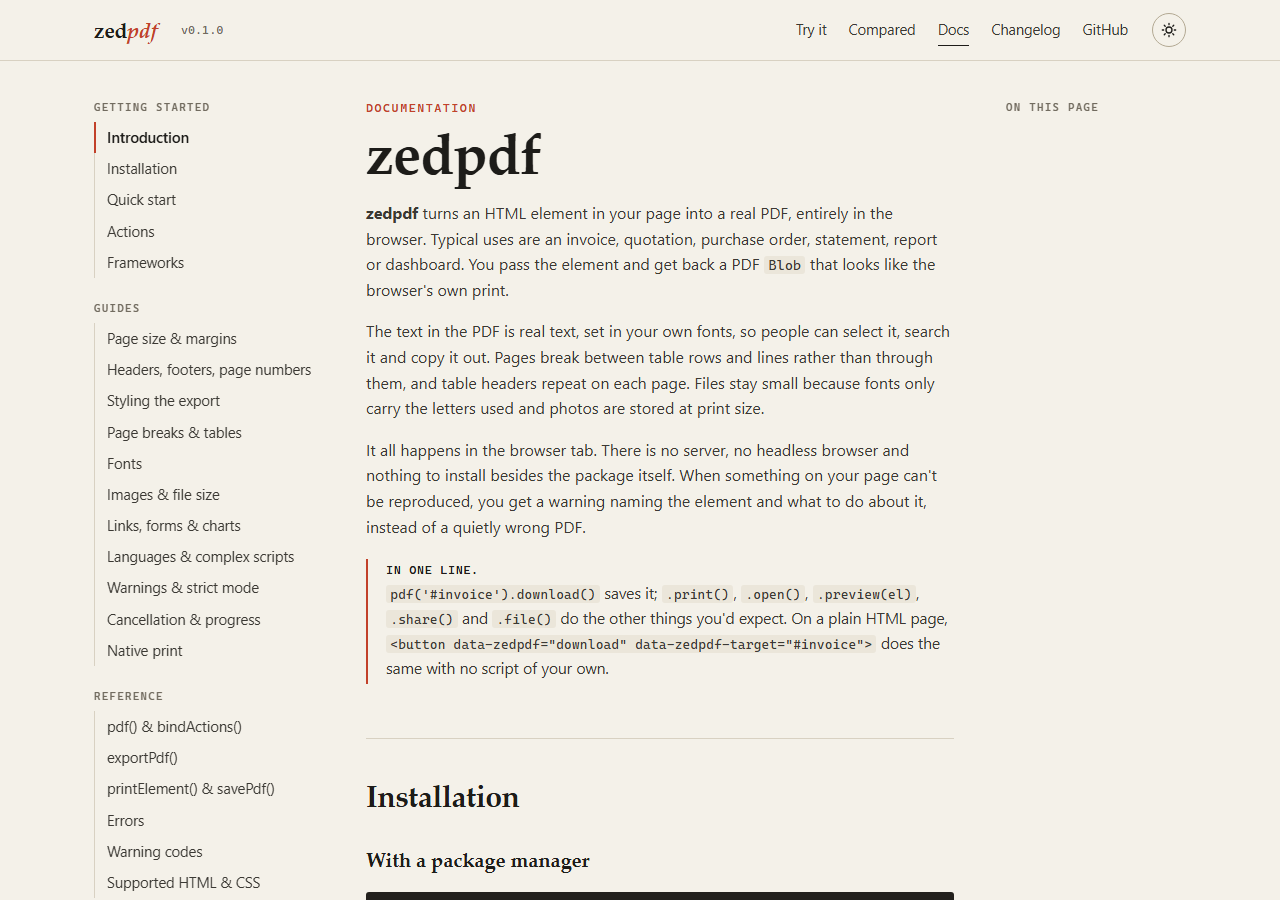 zedpdf v0.1.0
Try it Compared Docs Changelog GitHub
GETTING STARTED
Introduction
Installation
Quick start
Actions
Frameworks
GUIDES
Page size & margins
Headers, footers, page numbers
Styling the export
Page breaks & tables
Fonts
Images & file size
Links, forms & charts
Languages & complex scripts
Warnings & strict mode
Cancellation & progress
Native print
REFERENCE
pdf() & bindActions()
exportPdf()
printElement() & savePdf()
Errors
Warning codes
Supported HTML & CSS
DOCUMENTATION
zedpdf
zedpdf turns an HTML element in your page into a real PDF, entirely in the
browser. Typical uses are an invoice, quotation, purchase order, statement, report
or dashboard. You pass the element and get back a PDF Blob that looks like the
browser's own print.
The text in the PDF is real text, set in your own fonts, so people can select it, search
it and copy it out. Pages break between table rows and lines rather than through
them, and table headers repeat on each page. Files stay small because fonts only
carry the letters used and photos are stored at print size.
It all happens in the browser tab. There is no server, no headless browser and
nothing to install besides the package itself. When something on your page can't
be reproduced, you get a warning naming the element and what to do about it,
instead of a quietly wrong PDF.
IN ONE LINE.
pdf('#invoice').download() saves it; .print(), .open(), .preview(el),
.share() and .file() do the other things you'd expect. On a plain HTML page,
<button data-zedpdf="download" data-zedpdf-target="#invoice"> does the
same with no script of your own.
Installation
With a package manager
ON THIS PAGE